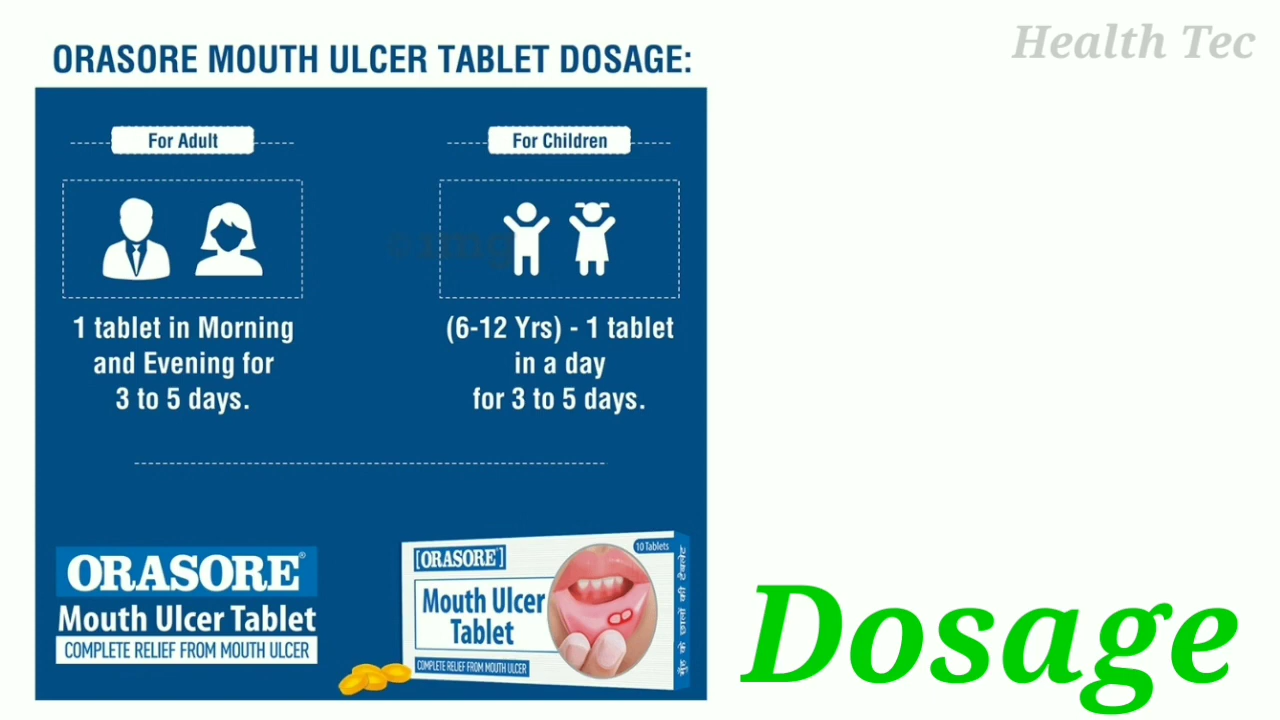 Health Tec
ORASORE MOUTH ULCER TABLET DOSAGE:
For Adult
1 tablet in Morning
and Evening for
3 to 5 days.
For Children
(6-12 Yrs) - 1 tablet
in a day
for 3 to 5 days.
1mg
ORASORE®
Mouth Ulcer Tablet
COMPLETE RELIEF FROM MOUTH ULCER
[ORASORE®]
10 Tablets
Mouth Ulcer
Tablet
COMPLETE RELIEF FROM MOUTH ULCER
मुँह के छालों की टेबलेट
Dosage